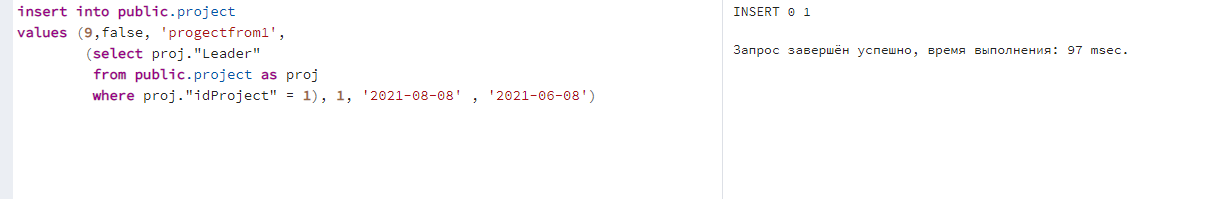 insert into public.project
values (9,false, 'progectfrom1',
(select proj."Leader"
from public.project as proj
where proj."idProject" = 1), 1, '2021-08-08' , '2021-06-08')
INSERT 0 1
Запрос завершён успешно, время выполнения: 97 msec.